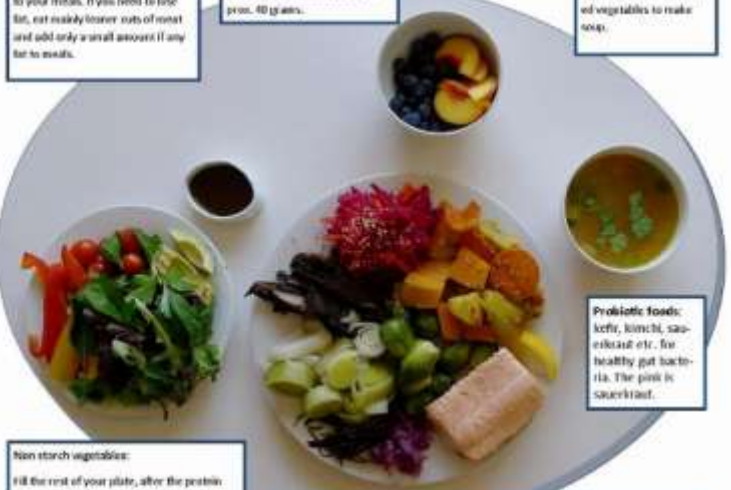 to your meals. If you need to lose
fat, eat mainly leaner cuts of meat
and add only a small amount if any
fat to meals.
prox. 40 grams.
ed vegetables to make
soup.
Probiotic foods:
kefir, kimchi, sau-
erkraut etc. for
healthy gut bacte-
ria. The pink is
sauerkraut.
Non starch vegetables:
Fill the rest of your plate, after the protein